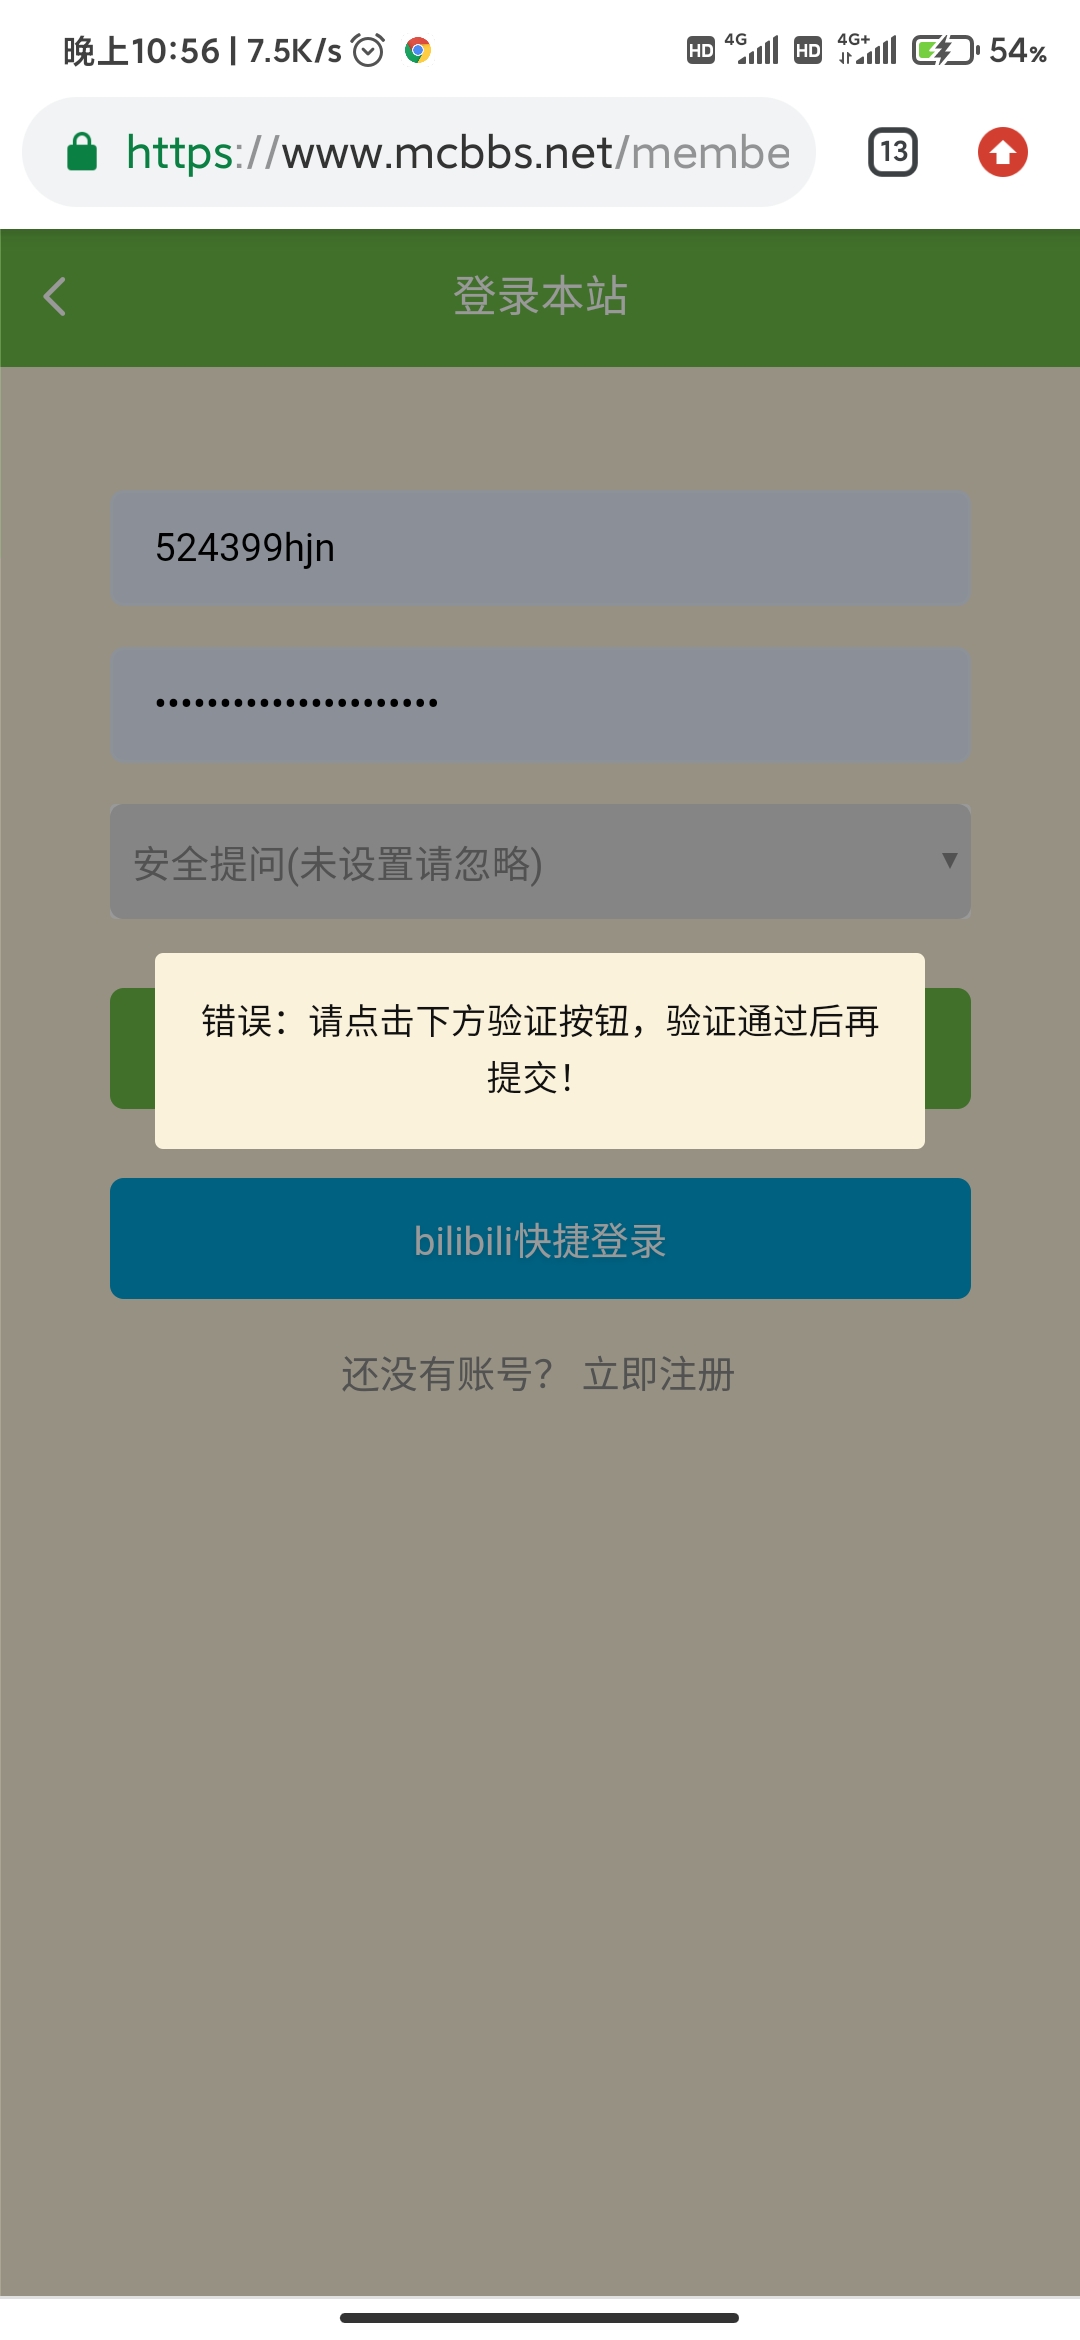 晚上10:56 | 7.5K/s HD 4G HD 4G+ 54%
https://www.mcbbs.net/membe 13
登录本站
524399hjn
••••••••••••••••••••••
安全提问(未设置请忽略) ▼
错误：请点击下方验证按钮，验证通过后再
提交！
bilibili快捷登录
还没有账号？ 立即注册